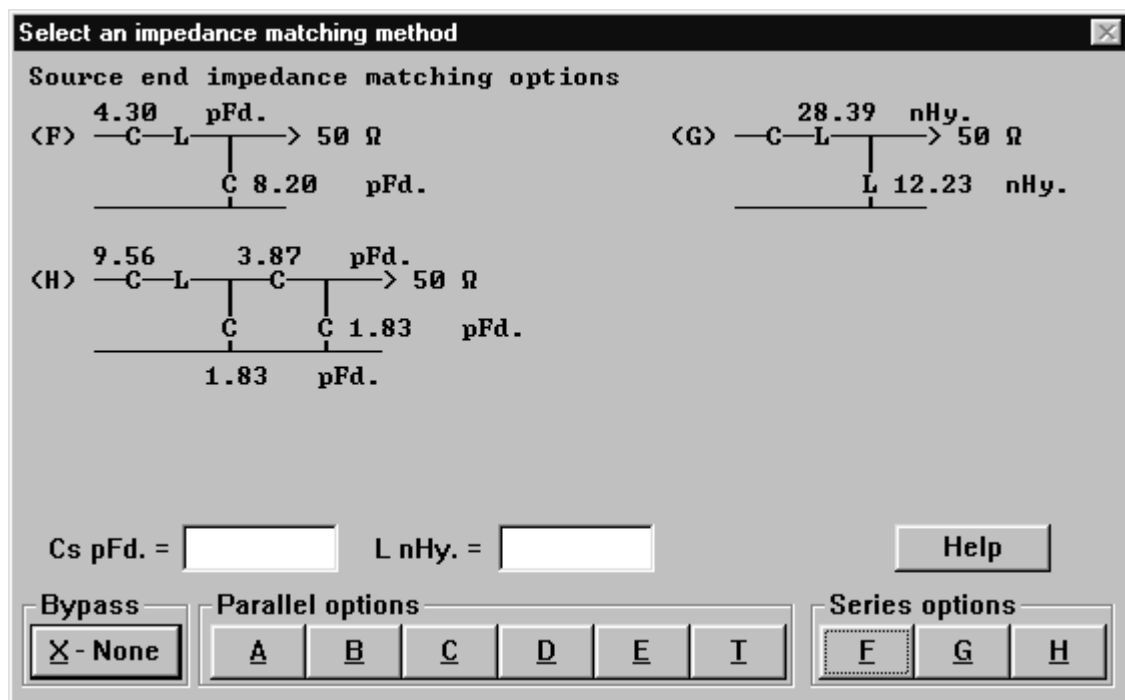 Select an impedance matching method
Source end impedance matching options
4.30 pFd.
(F) C L > 50 Ω
C 8.20 pFd.
28.39 nHy.
(G) C L > 50 Ω
L 12.23 nHy.
9.56 3.87 pFd.
(H) C L C > 50 Ω
C C 1.83 pFd.
1.83 pFd.
Cs pFd. = L nHy. = Help
Bypass Parallel options Series options
X - None A B C D E T F G H